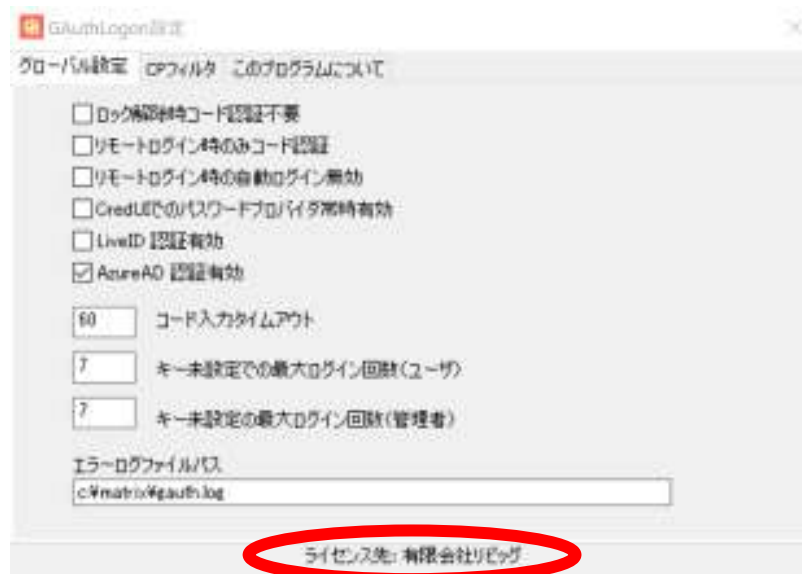 GAuthLogon設定
グローバル設定 CPフィルタ このプログラムについて
ロック解除時コード認証不要
リモートログイン時のみコード認証
リモートログイン時の自動ログイン無効
CredUIでのパスワードプロバイダ常時有効
LiveID 認証有効
AzureAD 認証有効
60 コード入力タイムアウト
7 キー未設定での最大ログイン回数(ユーザ)
7 キー未設定の最大ログイン回数(管理者)
エラーログファイルパス
c:¥matrix¥gauth.log
ライセンス先: 有限会社リビッグ